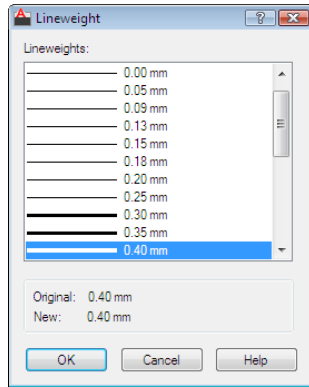 Lineweight
Lineweights:
0.00 mm
0.05 mm
0.09 mm
0.13 mm
0.15 mm
0.18 mm
0.20 mm
0.25 mm
0.30 mm
0.35 mm
0.40 mm
Original: 0.40 mm
New: 0.40 mm
OK Cancel Help